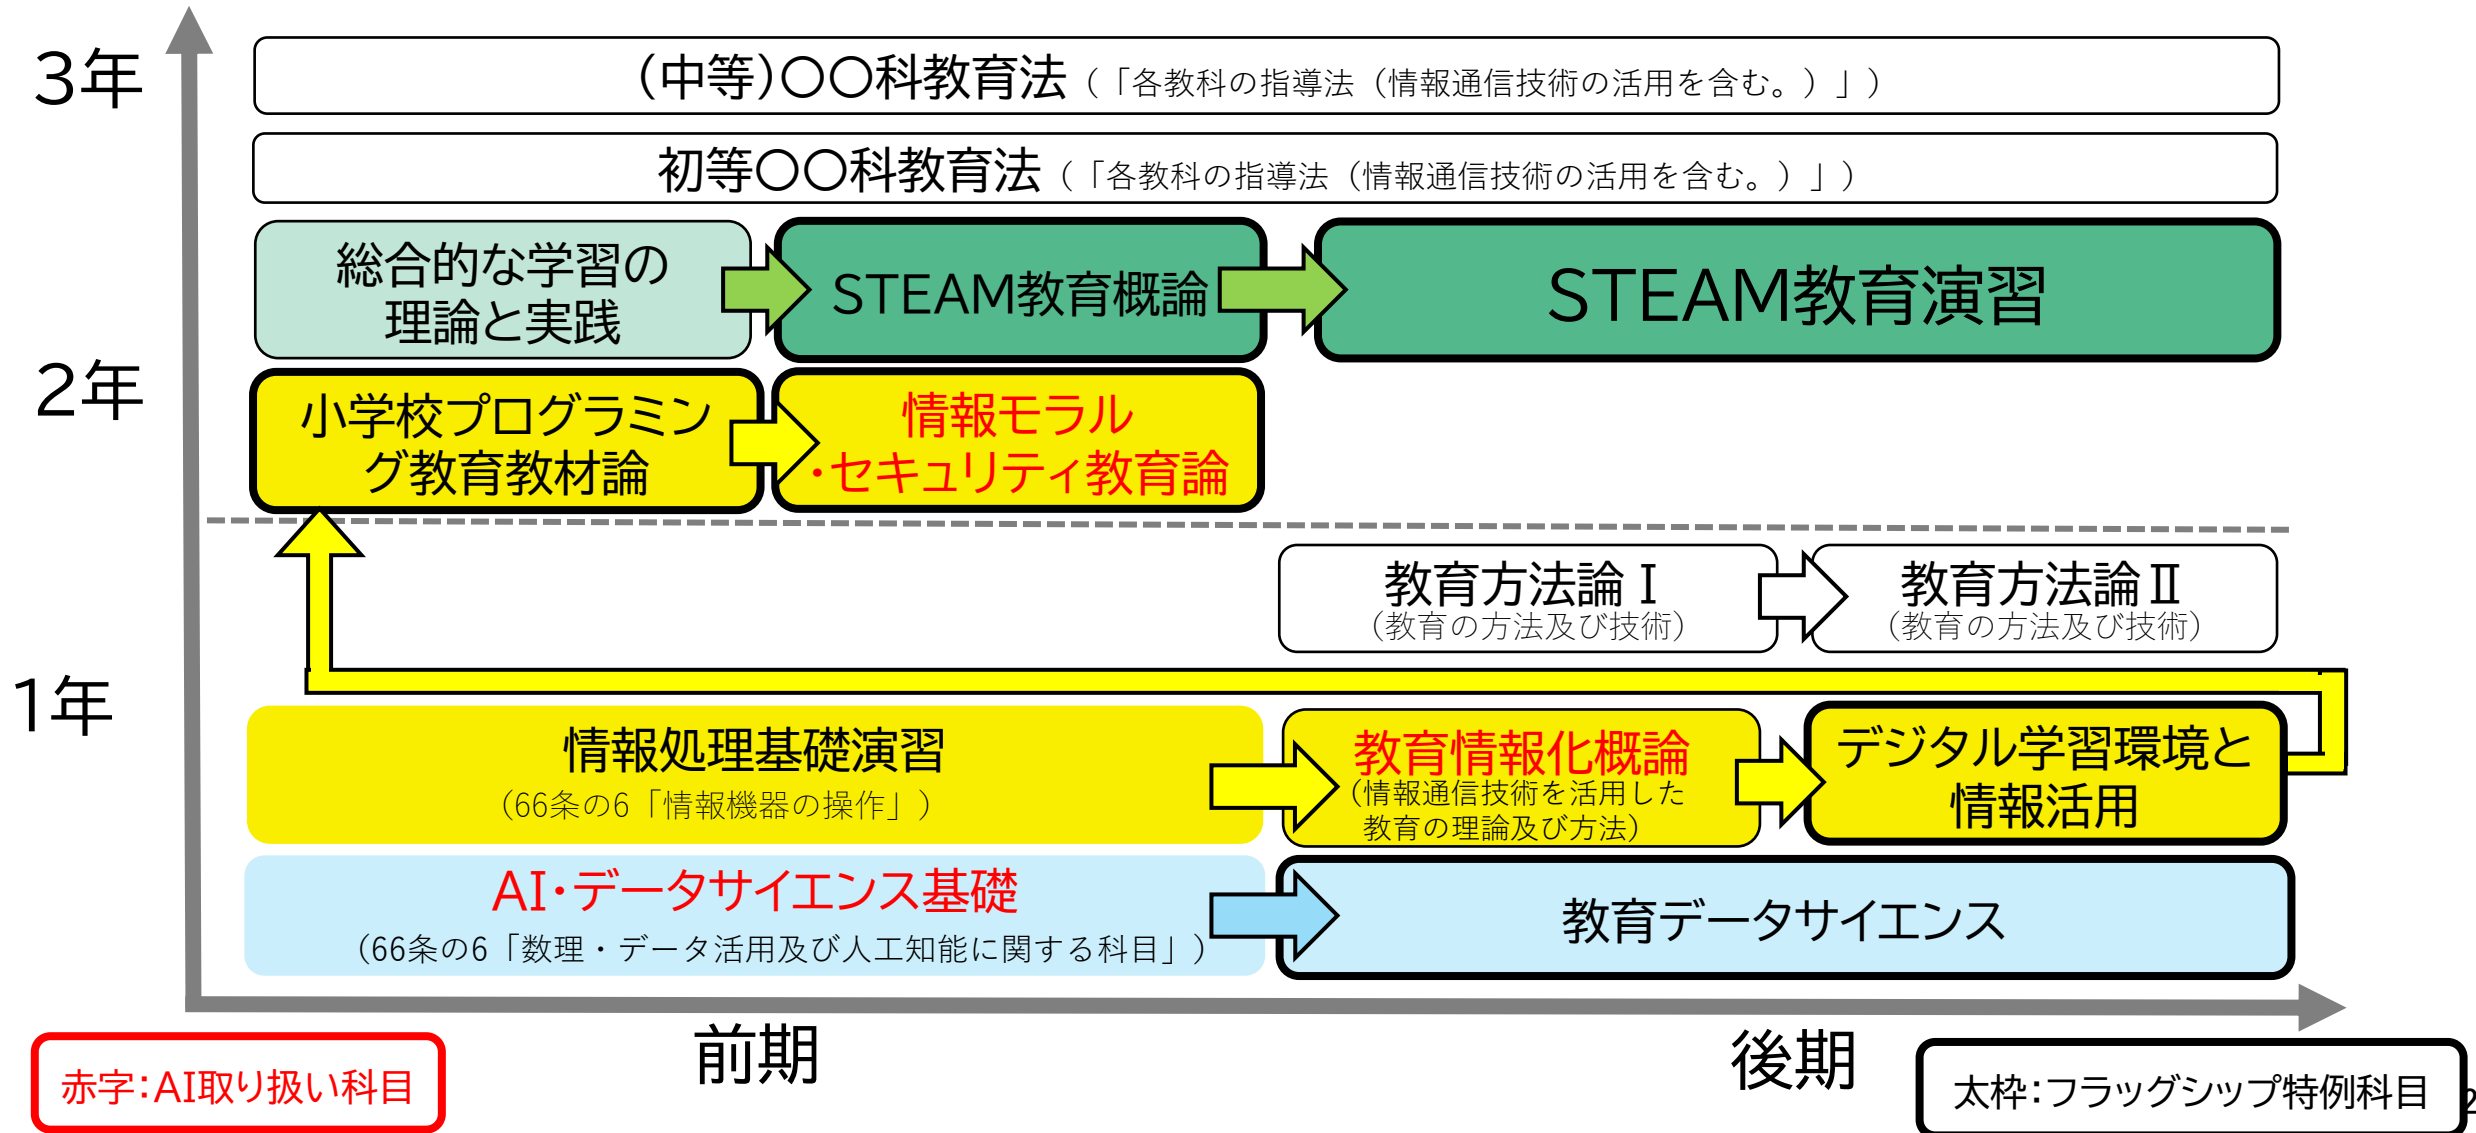 3年
(中等)〇〇科教育法(「各教科の指導法(情報通信技術の活用を含む。)」)
初等〇〇科教育法(「各教科の指導法(情報通信技術の活用を含む。)」)
総合的な学習の
理論と実践
STEAM教育概論
STEAM教育演習
2年
小学校プログラミン
グ教育教材論
情報モラル
・セキュリティ教育論
教育方法論Ⅰ
(教育の方法及び技術)
教育方法論Ⅱ
(教育の方法及び技術)
1年
情報処理基礎演習
(66条の6「情報機器の操作」)
教育情報化概論
(情報通信技術を活用した
教育の理論及び方法)
デジタル学習環境と
情報活用
AI・データサイエンス基礎
(66条の6「数理・データ活用及び人工知能に関する科目」)
教育データサイエンス
前期
後期
赤字：AI取り扱い科目
太枠：フラッグシップ特例科目
2